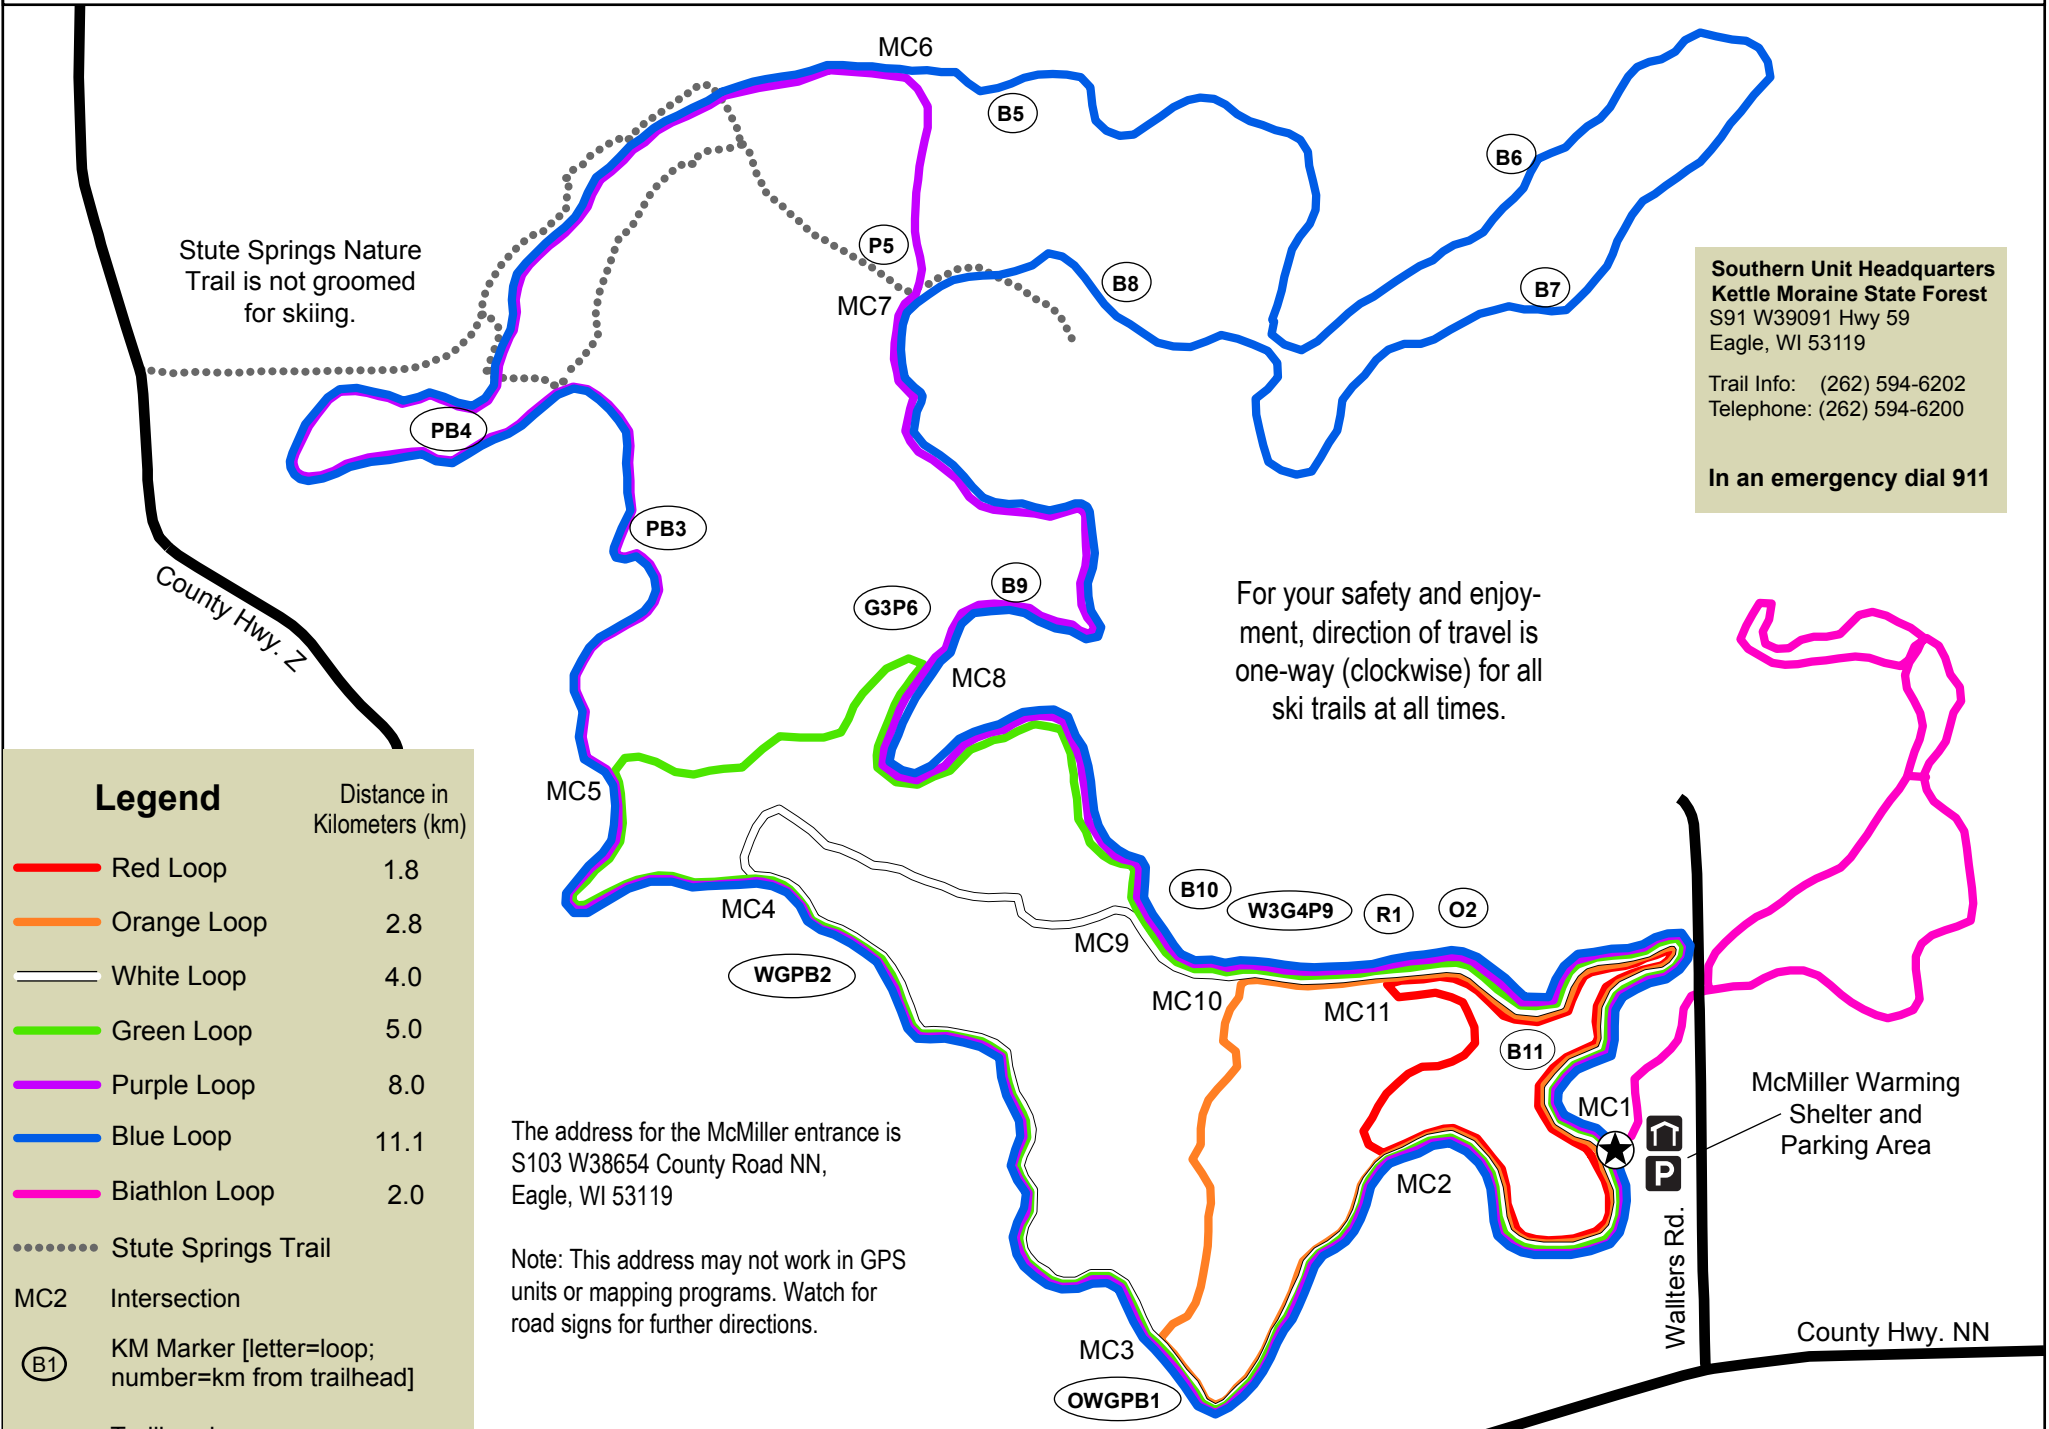 MC6
B5
B6
Stute Springs Nature
Trail is not groomed
for skiing.
P5
B8
B7
MC7
Southern Unit Headquarters
Kettle Moraine State Forest
S91 W39091 Hwy 59
Eagle, WI 53119
Trail Info: (262) 594-6202
Telephone: (262) 594-6200
In an emergency dial 911
PB4
PB3
County Hwy. Z
B9
G3P6
For your safety and enjoy-
ment, direction of travel is
one-way (clockwise) for all
ski trails at all times.
MC8
MC5
MC4
MC9
B10
W3G4P9
R1
O2
WGPB2
MC10
MC11
B11
MC1
McMiller Warming
Shelter and
Parking Area
P
MC2
Wallters Rd.
County Hwy. NN
MC3
OWGPB1
The address for the McMiller entrance is
S103 W38654 County Road NN,
Eagle, WI 53119
Note: This address may not work in GPS
units or mapping programs. Watch for
road signs for further directions.
Legend
Distance in
Kilometers (km)
Red Loop 1.8
Orange Loop 2.8
White Loop 4.0
Green Loop 5.0
Purple Loop 8.0
Blue Loop 11.1
Biathlon Loop 2.0
Stute Springs Trail
MC2 Intersection
B1 KM Marker [letter=loop;
number=km from trailhead]